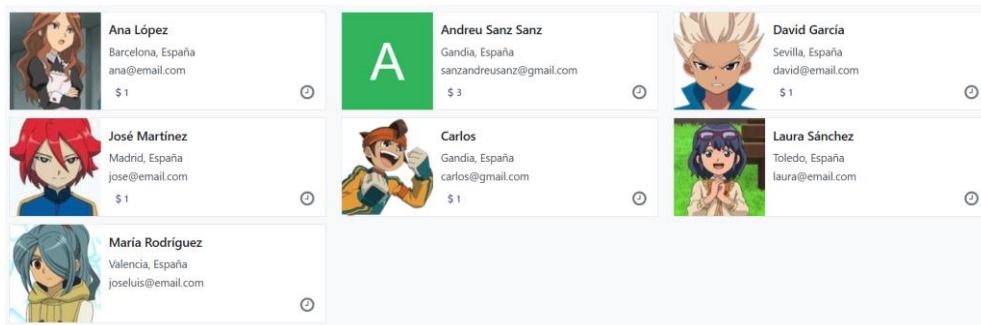 Ana López
Barcelona, España
ana@email.com
$ 1
A
Andreu Sanz Sanz
Gandia, España
sanzandreusanz@gmail.com
$ 3
David García
Sevilla, España
david@email.com
$ 1
José Martínez
Madrid, España
jose@email.com
$ 1
Carlos
Gandia, España
carlos@gmail.com
$ 1
Laura Sánchez
Toledo, España
laura@email.com
María Rodríguez
Valencia, España
joseluis@email.com